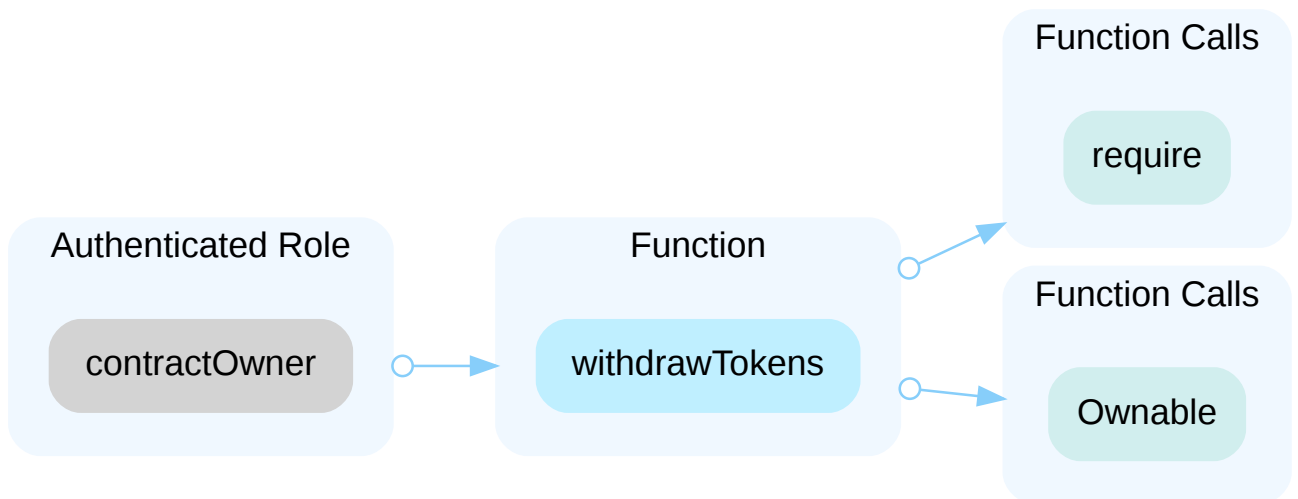 Authenticated Role
contractOwner
Function
withdrawTokens
Function Calls
require
Function Calls
Ownable